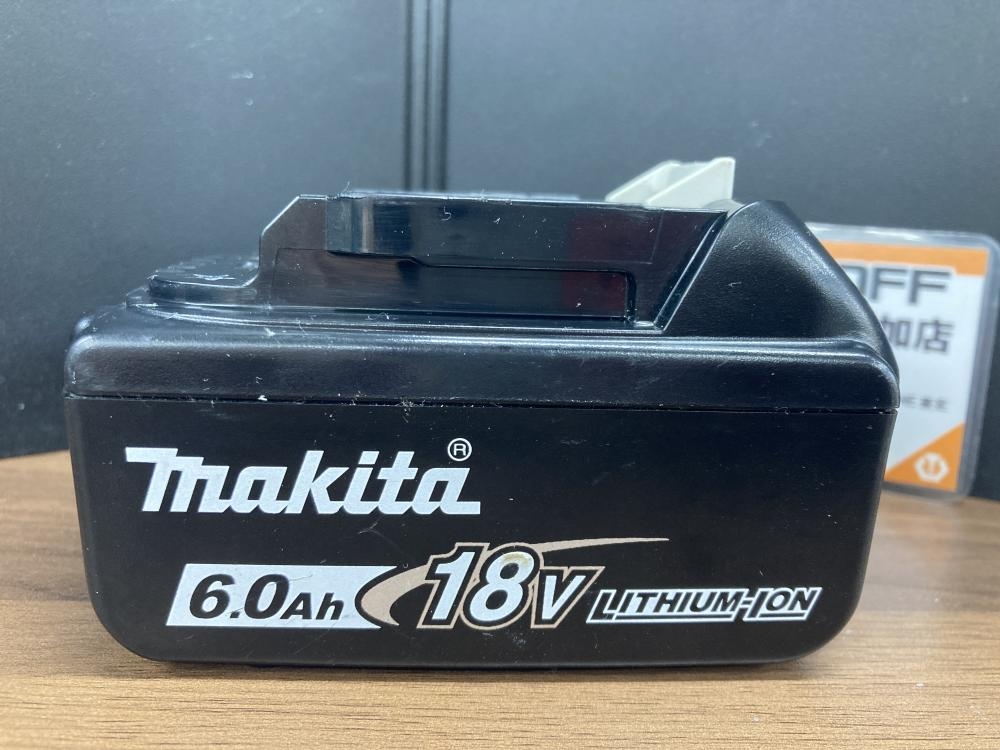 makita®
6.0Ah 18V LITHIUM-ION
OFF
加店